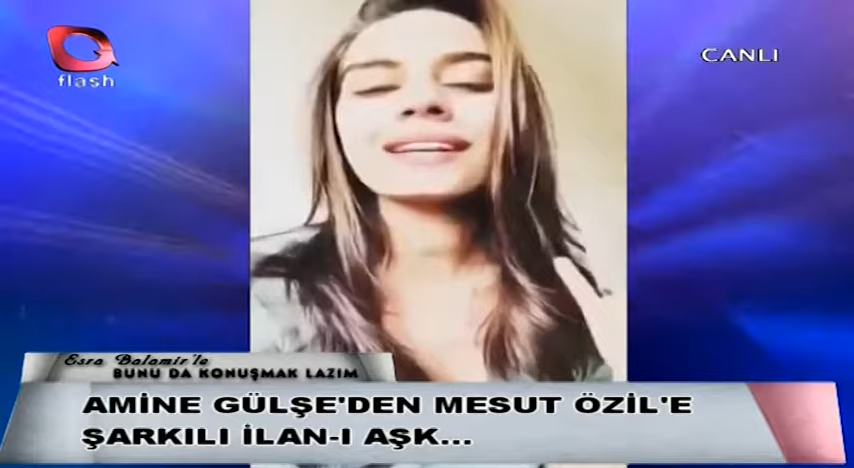 flash
CANLI
Esra Balamir'le
BUNU DA KONUŞMAK LAZIM
AMİNE GÜLŞE'DEN MESUT ÖZİL'E
ŞARKILI İLAN-I AŞK...